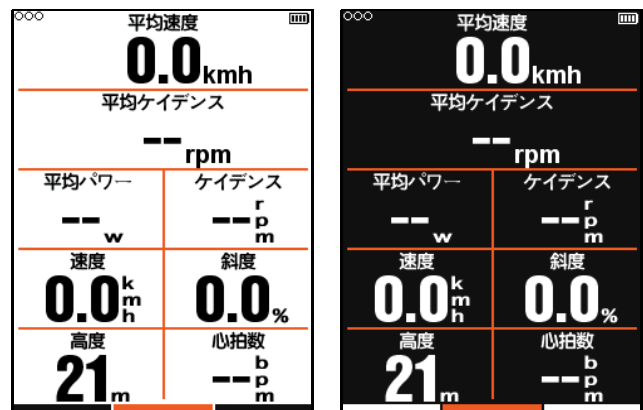 平均速度
0.0kmh
平均ケイデンス
--rpm
平均パワー
--w
ケイデンス
--rpm
速度
0.0kmh
斜度
0.0%
高度
21m
心拍数
--bpm
平均速度
0.0kmh
平均ケイデンス
--rpm
平均パワー
--w
ケイデンス
--rpm
速度
0.0kmh
斜度
0.0%
高度
21m
心拍数
--bpm